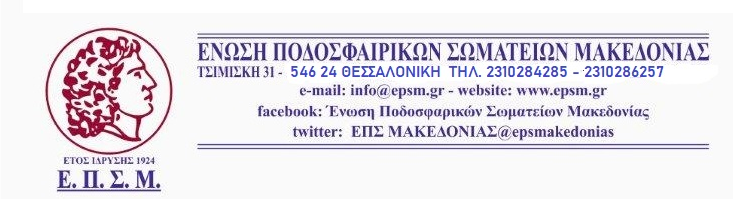 ΕΝΩΣΗ ΠΟΔΟΣΦΑΙΡΙΚΩΝ ΣΩΜΑΤΕΙΩΝ ΜΑΚΕΔΟΝΙΑΣ
ΤΣΙΜΙΣΚΗ 31 - 546 24 ΘΕΣΣΑΛΟΝΙΚΗ ΤΗΛ. 2310284285 - 2310286257
e-mail: info@epsm.gr - website: www.epsm.gr
facebook: Ένωση Ποδοσφαρικών Σωματείων Μακεδονίας
twitter: ΕΠΣ ΜΑΚΕΔΟΝΙΑΣ@epsmakedonias
ΕΤΟΣ ΙΔΡΥΣΗΣ 1924
Ε. Π. Σ. Μ.